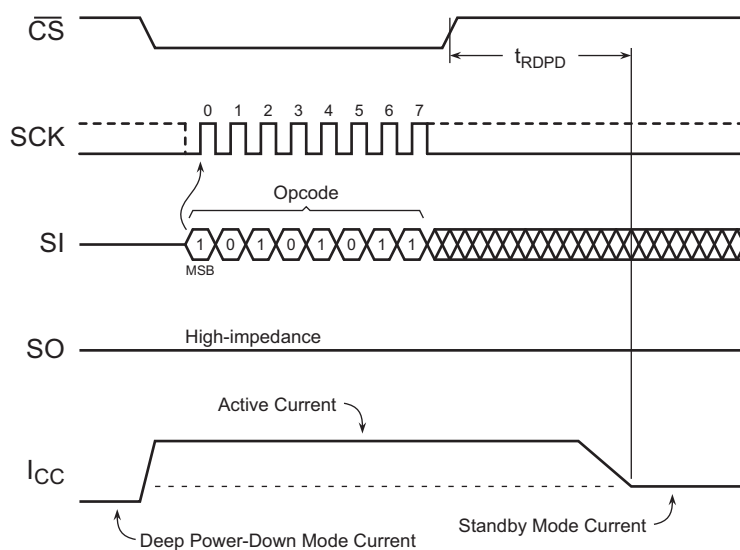 CS
tRDPD
0 1 2 3 4 5 6 7
SCK
Opcode
SI
1 0 1 0 1 0 1 1
MSB
High-impedance
SO
Active Current
ICC
Standby Mode Current
Deep Power-Down Mode Current